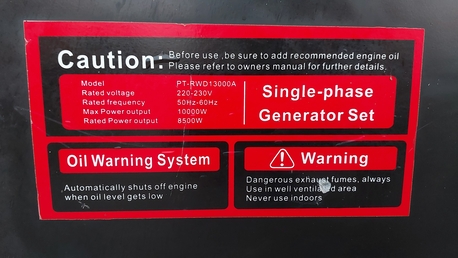 Caution: Before use ,be sure to add recommended engine oil
Please refer to owners manual for further details.
Model PT-RWD13000A
Rated voltage 220-230V
Rated frequency 50Hz-60Hz
Max Power output 10000W
Rated Power output 8500W
Single-phase
Generator Set
Oil Warning System
Automatically shuts off engine
when oil level gets low
Warning
Dangerous exhaust fumes, always
Use in well ventilated area
Never use indoors